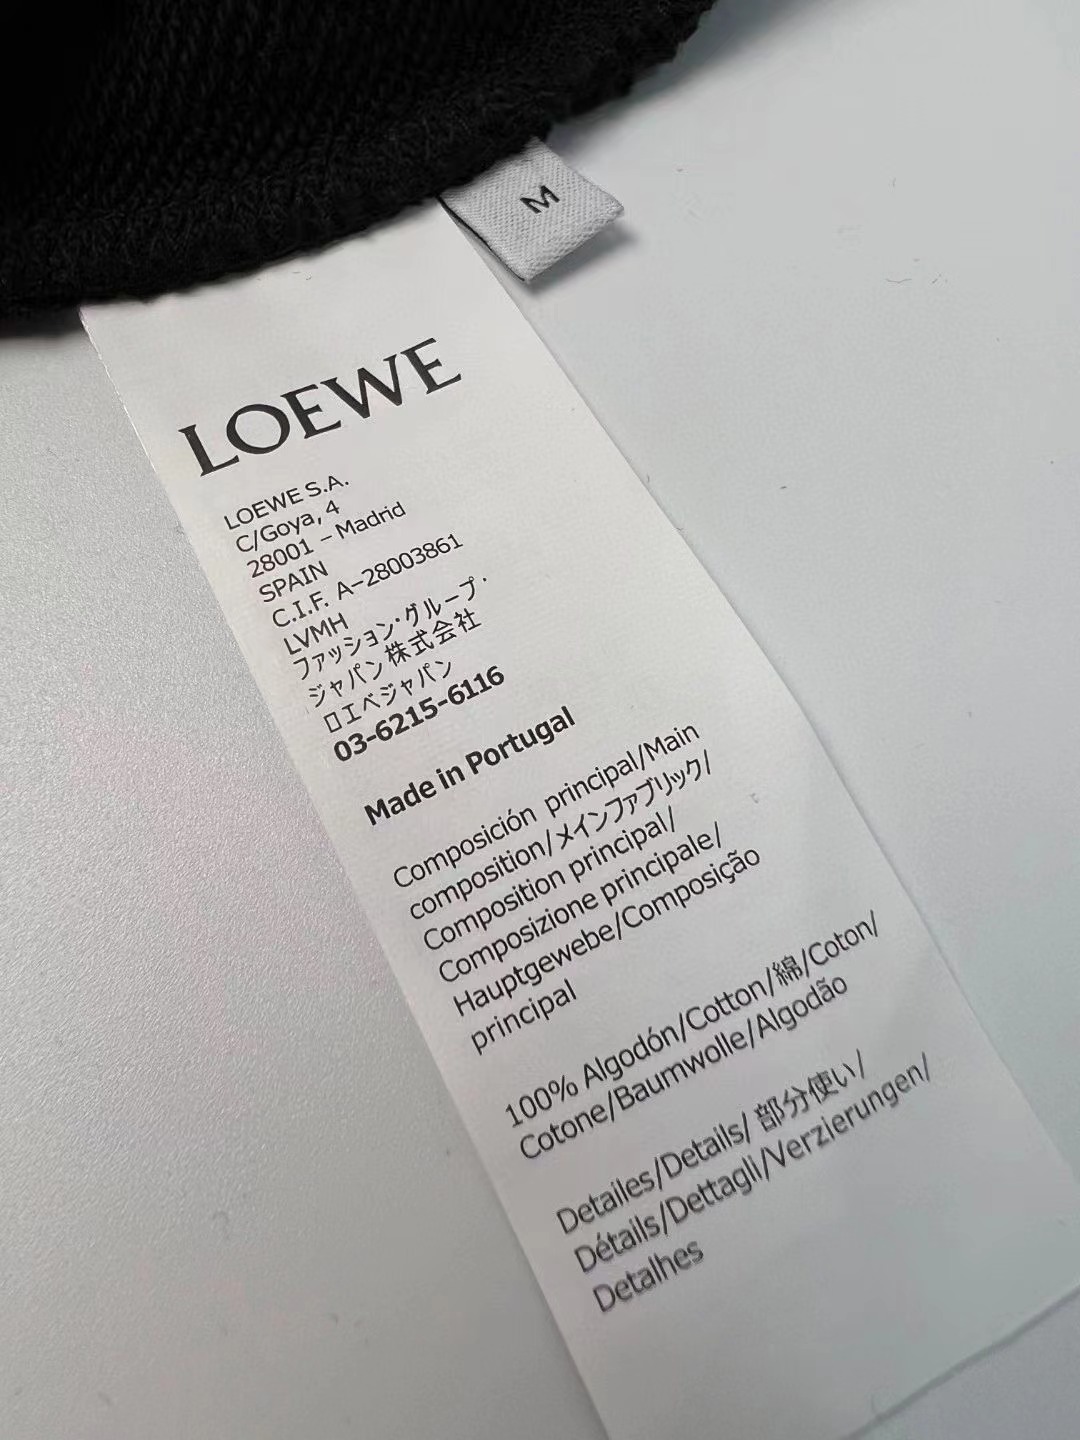 M
LOEWE
LOEWE S.A.
C/Goya, 4
28001 – Madrid
SPAIN
C.I.F. A–28003861
LVMH
ファッション・グループ・
ジャパン株式会社
ロエベジャパン
03-6215-6116
Made in Portugal
Composición principal/Main
composition/メインファブリック/
Composition principal/
Composizione principale/
Hauptgewebe/Composição
principal
100% Algodón/Cotton/綿/Coton/
Cotone/Baumwolle/Algodão
Detailes/Details/ 部分使い/
Détails/Dettagli/Verzierungen/
Detalhes